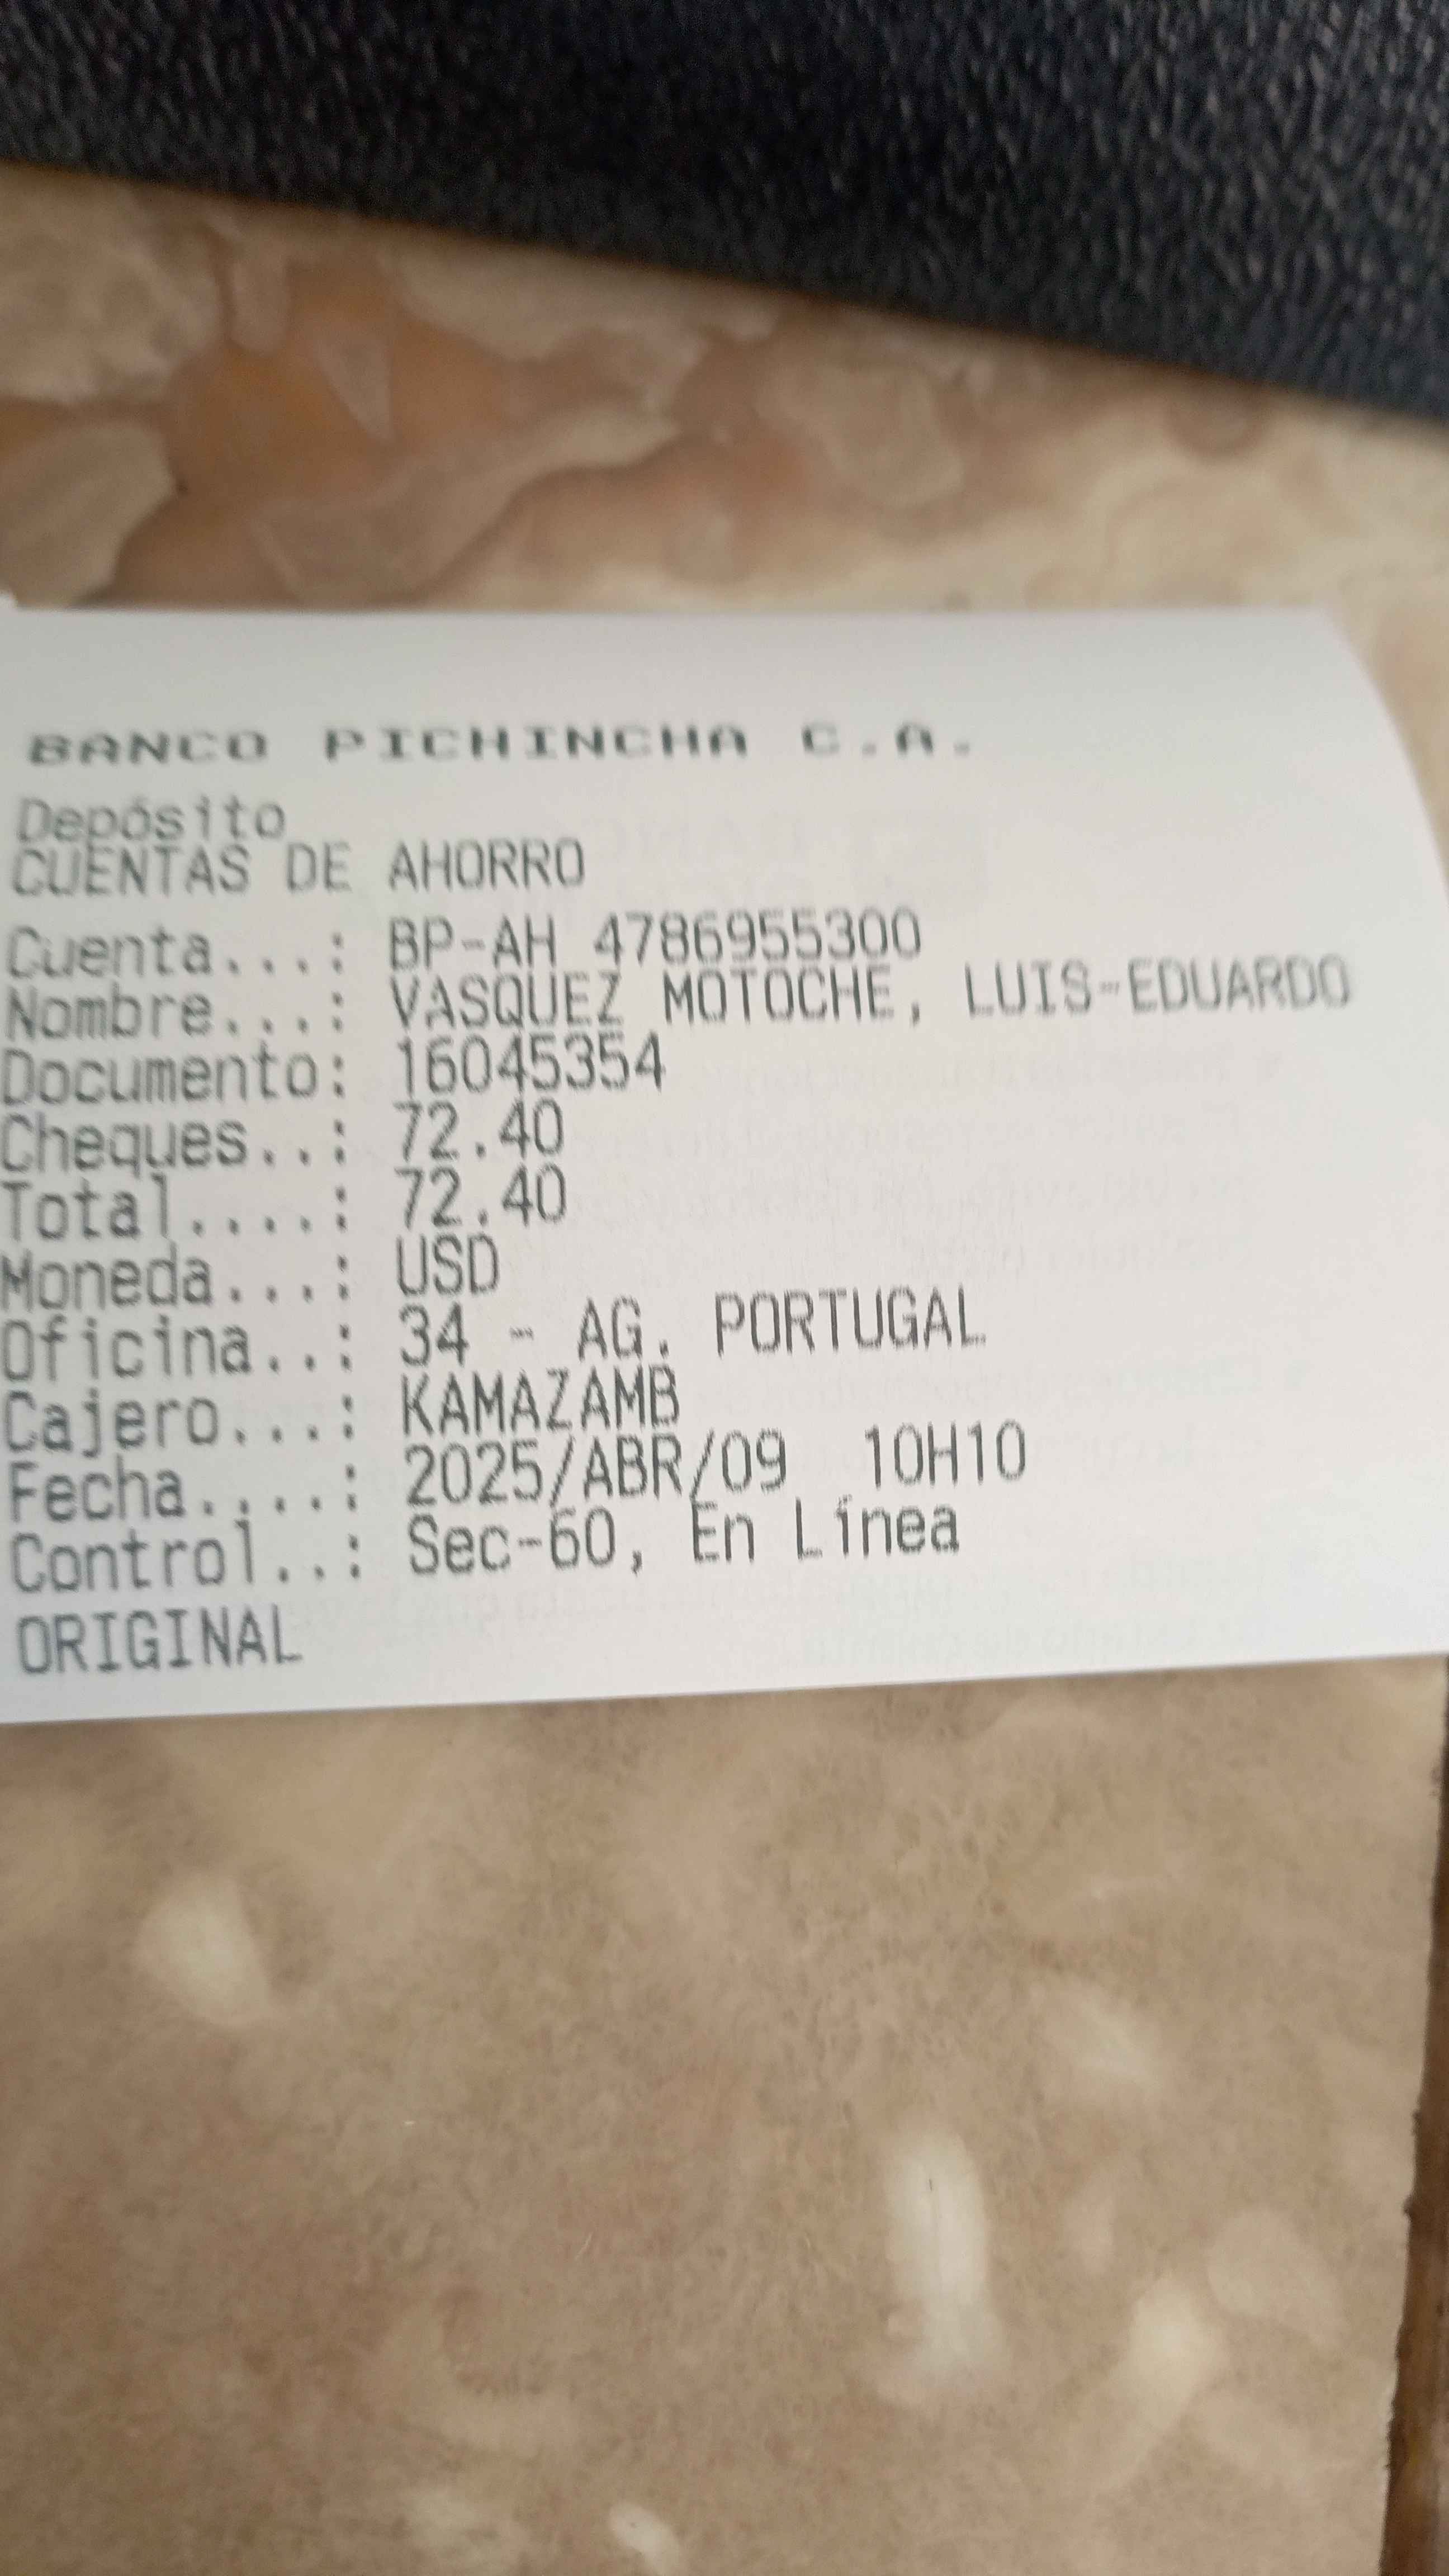 BANCO PICHINCHA C.A.
Depósito
CUENTAS DE AHORRO
Cuenta...: BP-AH 4786955300
Nombre...: VASQUEZ MOTOCHE, LUIS-EDUARDO
Documento: 16045354
Cheques..: 72.40
Total....: 72.40
Moneda...: USD
Oficina..: 34 - AG. PORTUGAL
Cajero...: KAMAZAMB
Fecha....: 2025/ABR/09 10H10
Control..: Sec-60, En Línea
ORIGINAL